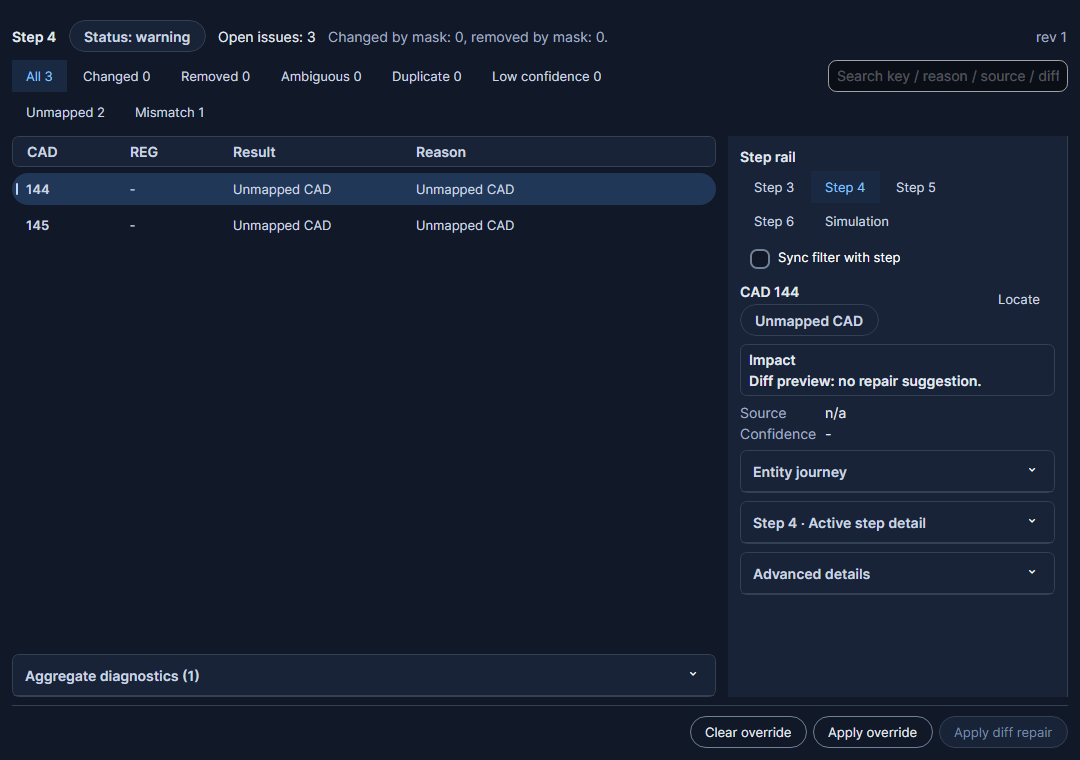 Step 4 Status: warning Open issues: 3 Changed by mask: 0, removed by mask: 0. rev 1
All 3 Changed 0 Removed 0 Ambiguous 0 Duplicate 0 Low confidence 0
Search key / reason / source / diff
Unmapped 2 Mismatch 1
CAD REG Result Reason
144 - Unmapped CAD Unmapped CAD
145 - Unmapped CAD Unmapped CAD
Aggregate diagnostics (1)
Step rail
Step 3 Step 4 Step 5
Step 6 Simulation
Sync filter with step
CAD 144
Locate
Unmapped CAD
Impact
Diff preview: no repair suggestion.
Source n/a
Confidence -
Entity journey
Step 4 · Active step detail
Advanced details
Clear override Apply override Apply diff repair